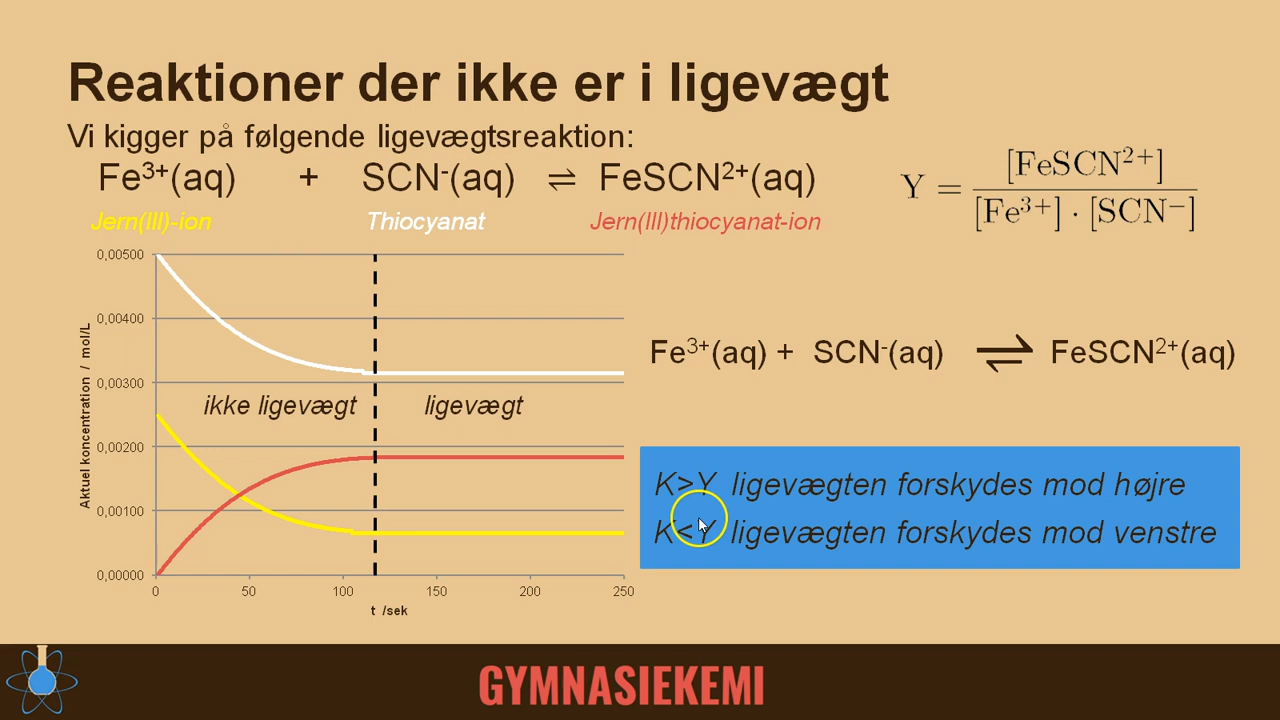 Reaktioner der ikke er i ligevægt
Vi kigger på følgende ligevægtsreaktion:
Fe³⁺(aq) + SCN⁻(aq) ⇌ FeSCN²⁺(aq)
Jern(III)-ion Thiocyanat Jern(III)thiocyanat-ion
Y = [FeSCN²⁺] / [Fe³⁺] · [SCN⁻]
Aktuel koncentration / mol/L
0,00500
0,00400
0,00300
0,00200
0,00100
0,00000
ikke ligevægt ligevægt
0 50 100 150 200 250
t /sek
Fe³⁺(aq) + SCN⁻(aq) ⇌ FeSCN²⁺(aq)
K>Y ligevægten forskydes mod højre
K<Y ligevægten forskydes mod venstre
GYMNASIEKEMI